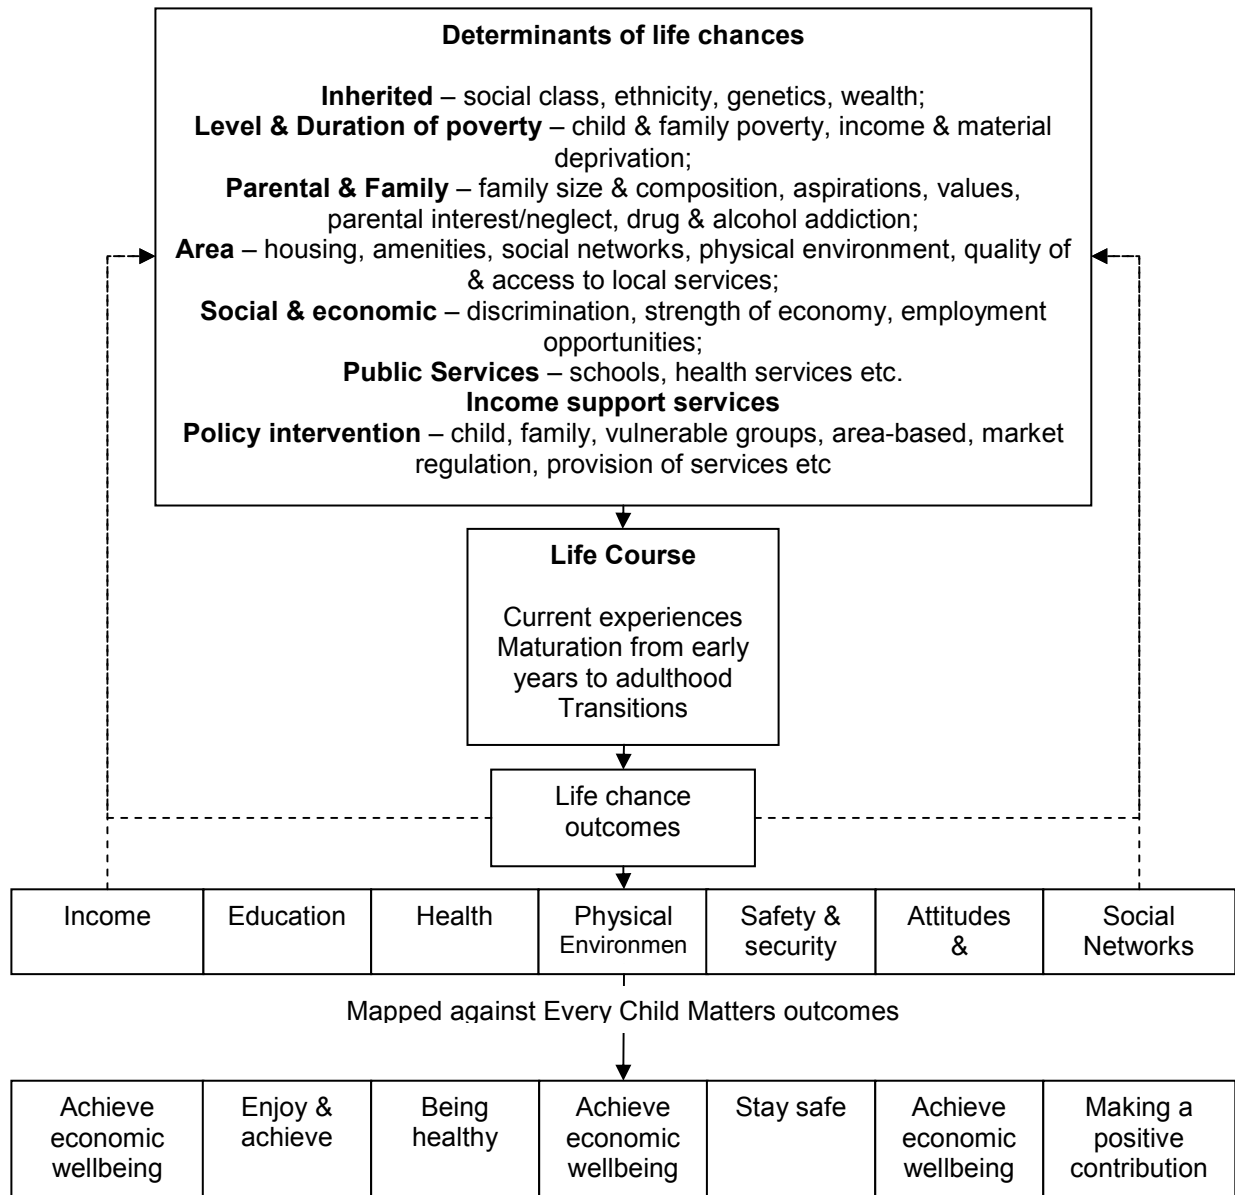 Determinants of life chances
Inherited – social class, ethnicity, genetics, wealth;
Level & Duration of poverty – child & family poverty, income & material
deprivation;
Parental & Family – family size & composition, aspirations, values,
parental interest/neglect, drug & alcohol addiction;
Area – housing, amenities, social networks, physical environment, quality of
& access to local services;
Social & economic – discrimination, strength of economy, employment
opportunities;
Public Services – schools, health services etc.
Income support services
Policy intervention – child, family, vulnerable groups, area-based, market
regulation, provision of services etc
Life Course
Current experiences
Maturation from early
years to adulthood
Transitions
Life chance
outcomes
Income
Education
Health
Physical
Environmen
Safety &
security
Attitudes
&
Social
Networks
Mapped against Every Child Matters outcomes
Achieve
economic
wellbeing
Enjoy &
achieve
Being
healthy
Achieve
economic
wellbeing
Stay safe
Achieve
economic
wellbeing
Making a
positive
contribution